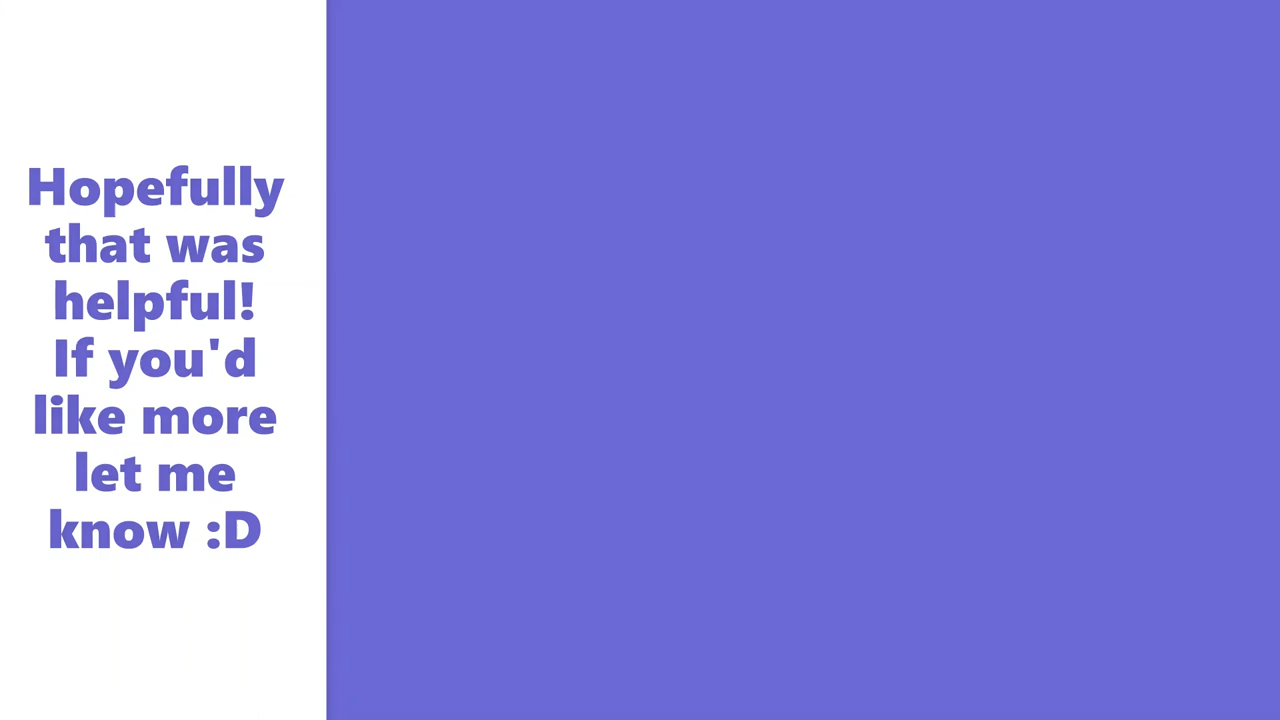 Hopefully
that was
helpful!
If you'd
like more
let me
know :D